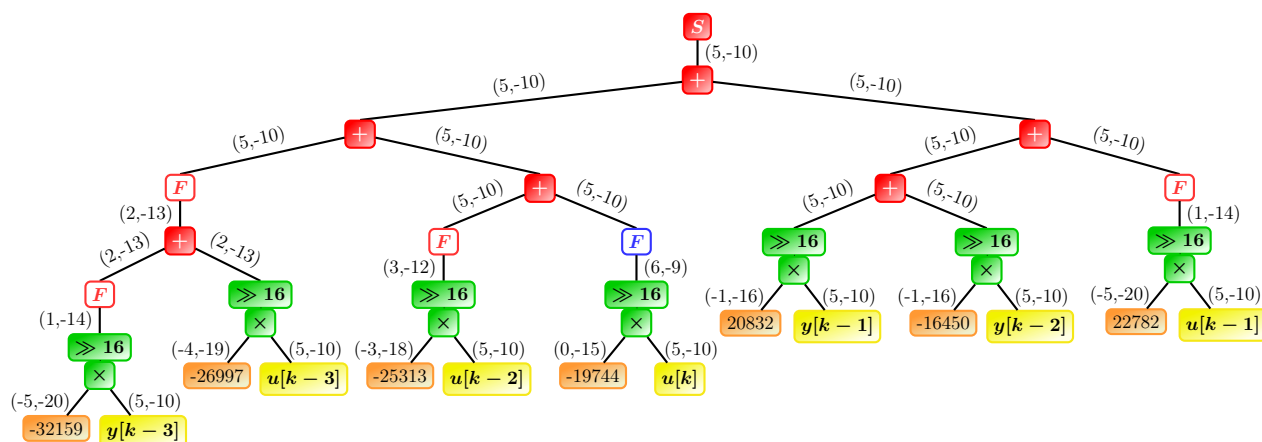 S
(5,-10)
+
(5,-10) (5,-10)
+ +
(5,-10) (5,-10) (5,-10) (5,-10)
F + + F
(2,-13) (5,-10) (5,-10) (5,-10) (5,-10) (1,-14)
+ F F ≫ 16 ≫ 16 ≫ 16
(2,-13) (2,-13) (3,-12) (6,-9) × × ×
F ≫ 16 ≫ 16 ≫ 16 (-1,-16) (5,-10) (-1,-16) (5,-10) (-5,-20) (5,-10)
(1,-14) × × × 20832 y[k − 1] -16450 y[k − 2] 22782 u[k − 1]
≫ 16 (-4,-19) (5,-10) (-3,-18) (5,-10) (0,-15) (5,-10)
× -26997 u[k − 3] -25313 u[k − 2] -19744 u[k]
(-5,-20) (5,-10)
-32159 y[k − 3]